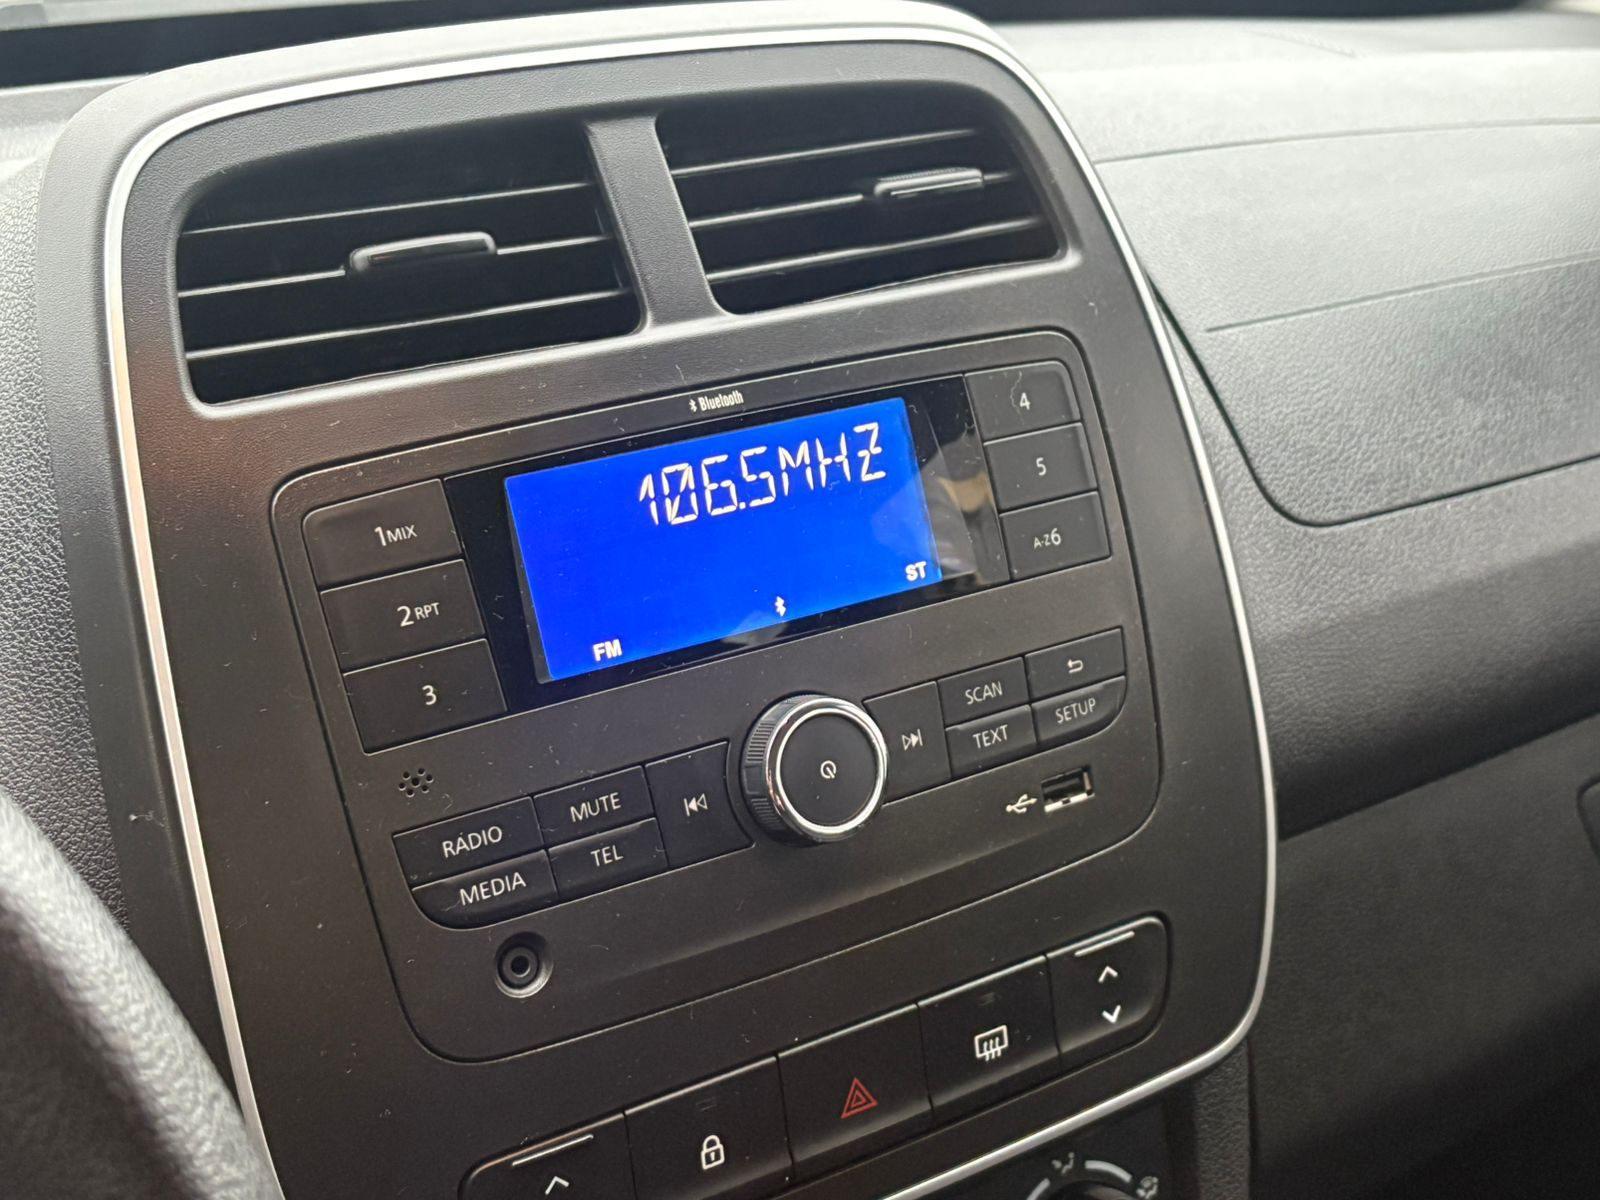 Bluetooth
106.5MHZ
ST
FM
1MIX
2RPT
3
4
5
A-Z6
RÁDIO
MUTE
MEDIA
TEL
SCAN
TEXT
SETUP